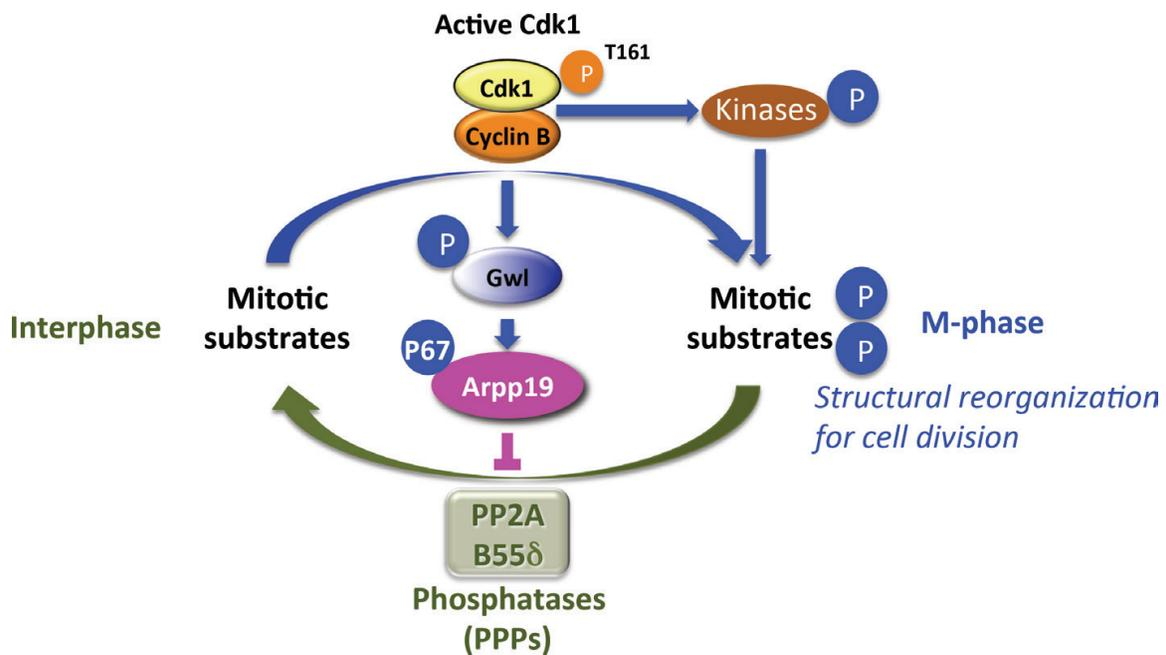 Active Cdk1
T161
P
Cdk1
Cyclin B
Kinases
P
P
Gwl
Mitotic
substrates
Interphase
P67
Arpp19
Mitotic
substrates
P
P
M-phase
Structural reorganization
for cell division
PP2A
B55δ
Phosphatases
(PPPs)